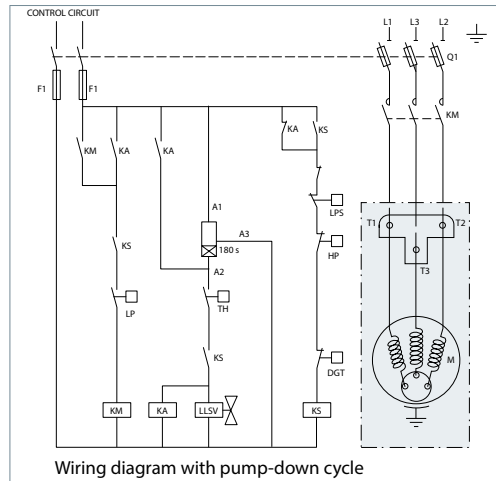 CONTROL CIRCUIT
L1 L3 L2
Q1
F1 F1
KA KS
KM KA KA
KM
LPS
A1
A3
T1 T2
180 s
HP
T3
KS
A2
LP
TH
KS
M
DGT
KM KA LLSV KS
Wiring diagram with pump-down cycle